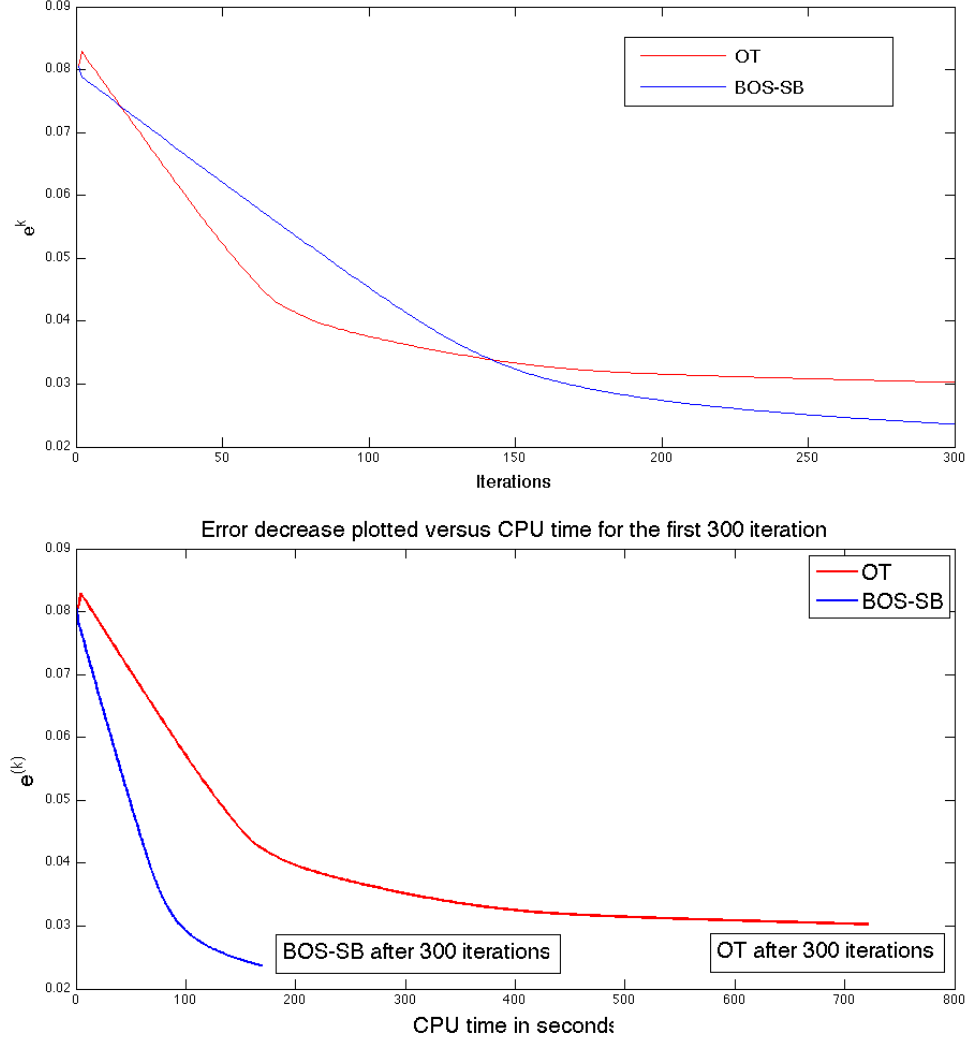 0.09
0.08
0.07
0.06
0.05
0.04
0.03
0.02
e^k
OT
BOS-SB
0 50 100 150 200 250 300
Iterations
Error decrease plotted versus CPU time for the first 300 iteration
0.09
0.08
0.07
0.06
0.05
0.04
0.03
0.02
e^(k)
OT
BOS-SB
BOS-SB after 300 iterations
OT after 300 iterations
0 100 200 300 400 500 600 700 800
CPU time in seconds